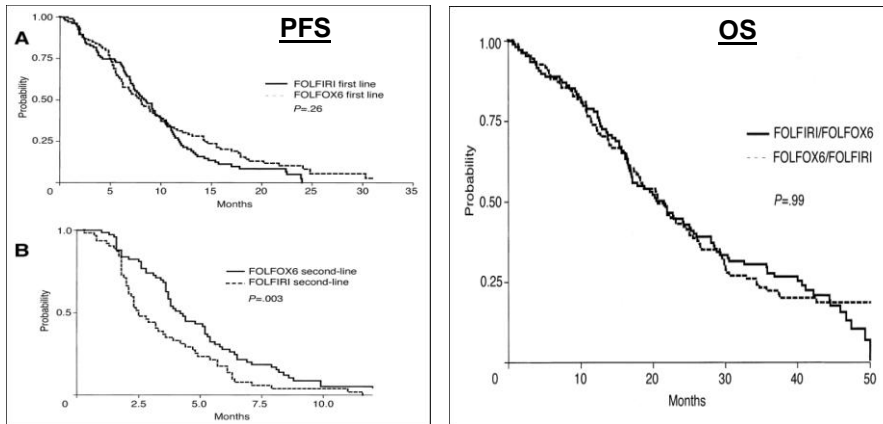 PFS
A
1.00
0.75
0.50
0.25
Probability
FOLFIRI first line
FOLFOX6 first line
P=.26
0 5 10 15 20 25 30 35
Months
B
1.0
0.5
Probability
FOLFOX6 second-line
FOLFIRI second-line
P=.003
0 2.5 5.0 7.5 10.0
Months
OS
1.00
0.75
0.50
0.25
Probability
FOLFIRI/FOLFOX6
FOLFOX6/FOLFIRI
P=.99
0 10 20 30 40 50
Months